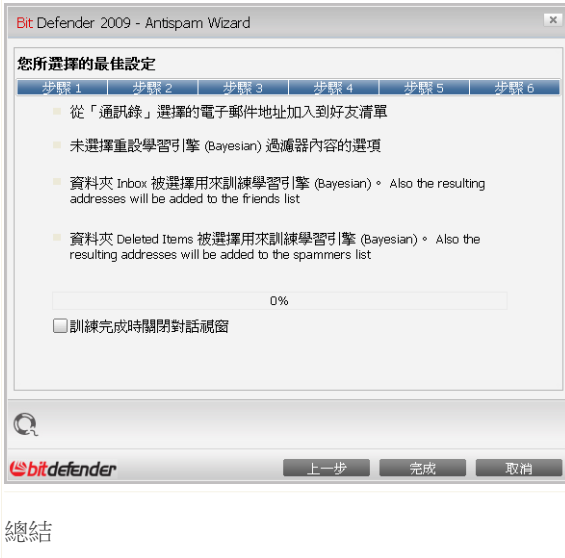 Bit Defender 2009 - Antispam Wizard
您所選擇的最佳設定
步驟 1 步驟 2 步驟 3 步驟 4 步驟 5 步驟 6
從「通訊錄」選擇的電子郵件地址加入到好友清單
未選擇重設學習引擎 (Bayesian) 過濾器內容的選項
資料夾 Inbox 被選擇用來訓練學習引擎 (Bayesian)。 Also the resulting
addresses will be added to the friends list
資料夾 Deleted Items 被選擇用來訓練學習引擎 (Bayesian)。 Also the
resulting addresses will be added to the spammers list
0%
訓練完成時關閉對話視窗
bitdefender
上一步 完成 取消
總結